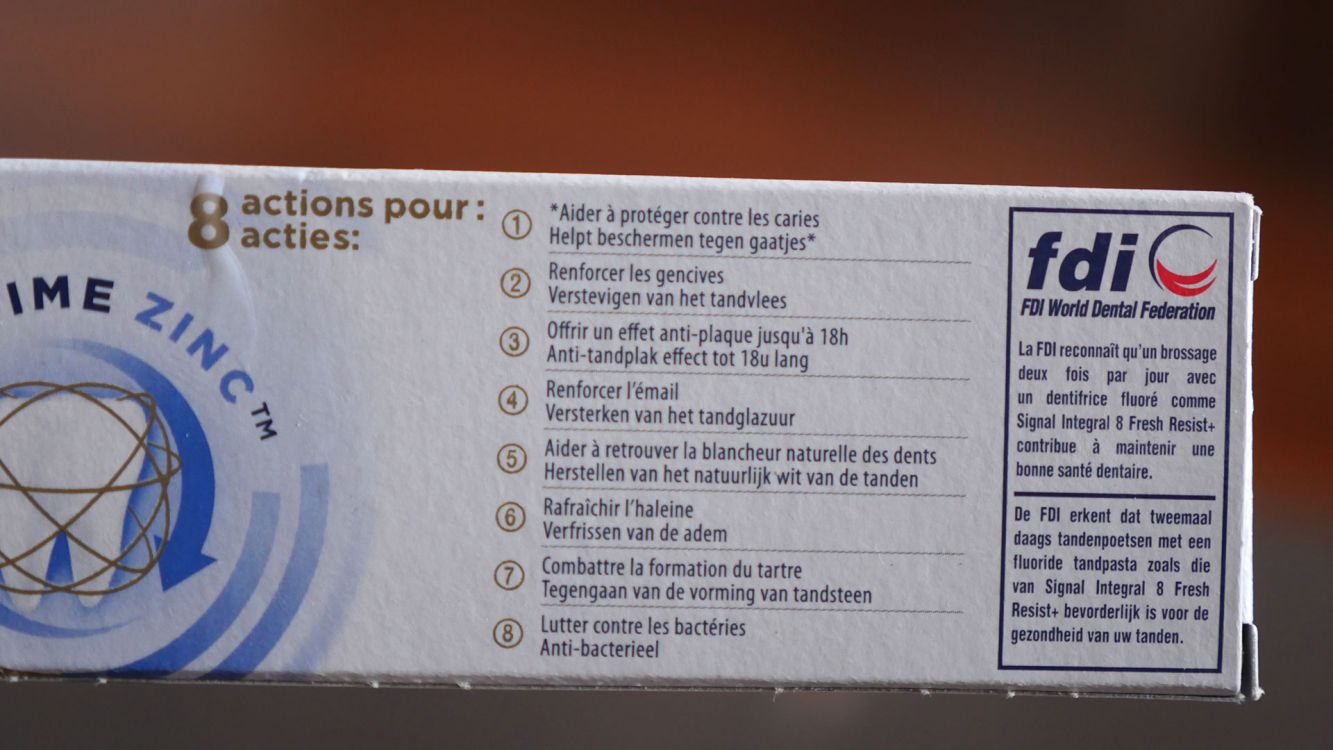 8 actions pour :
acties:
IME ZINC™
1
*Aider à protéger contre les caries
Helpt beschermen tegen gaatjes*
2
Renforcer les gencives
Verstevigen van het tandvlees
3
Offrir un effet anti-plaque jusqu'à 18h
Anti-tandplak effect tot 18u lang
4
Renforcer l'émail
Versterken van het tandglazuur
5
Aider à retrouver la blancheur naturelle des dents
Herstellen van het natuurlijk wit van de tanden
6
Rafraîchir l'haleine
Verfrissen van de adem
7
Combattre la formation du tartre
Tegengaan van de vorming van tandsteen
8
Lutter contre les bactéries
Anti-bacterieel
fdi
FDI World Dental Federation
La FDI reconnaît qu'un brossage
deux fois par jour avec
un dentifrice fluoré comme
Signal Integral 8 Fresh Resist+
contribue à maintenir une
bonne santé dentaire.
De FDI erkent dat tweemaal
daags tandenpoetsen met een
fluoride tandpasta zoals die
van Signal Integral 8 Fresh
Resist+ bevorderlijk is voor de
gezondheid van uw tanden.